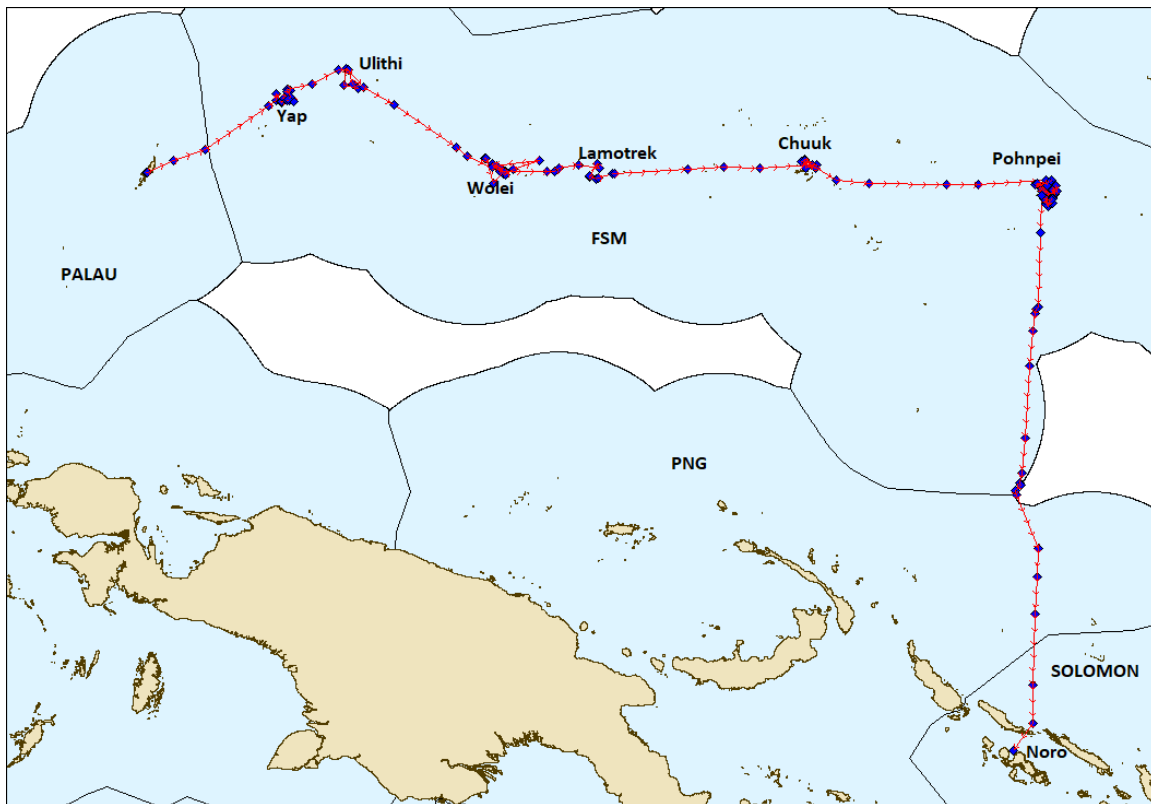 Ulithi
Yap
Chuuk
Lamotrek
Pohnpei
Wolei
FSM
PALAU
PNG
SOLOMON
Noro